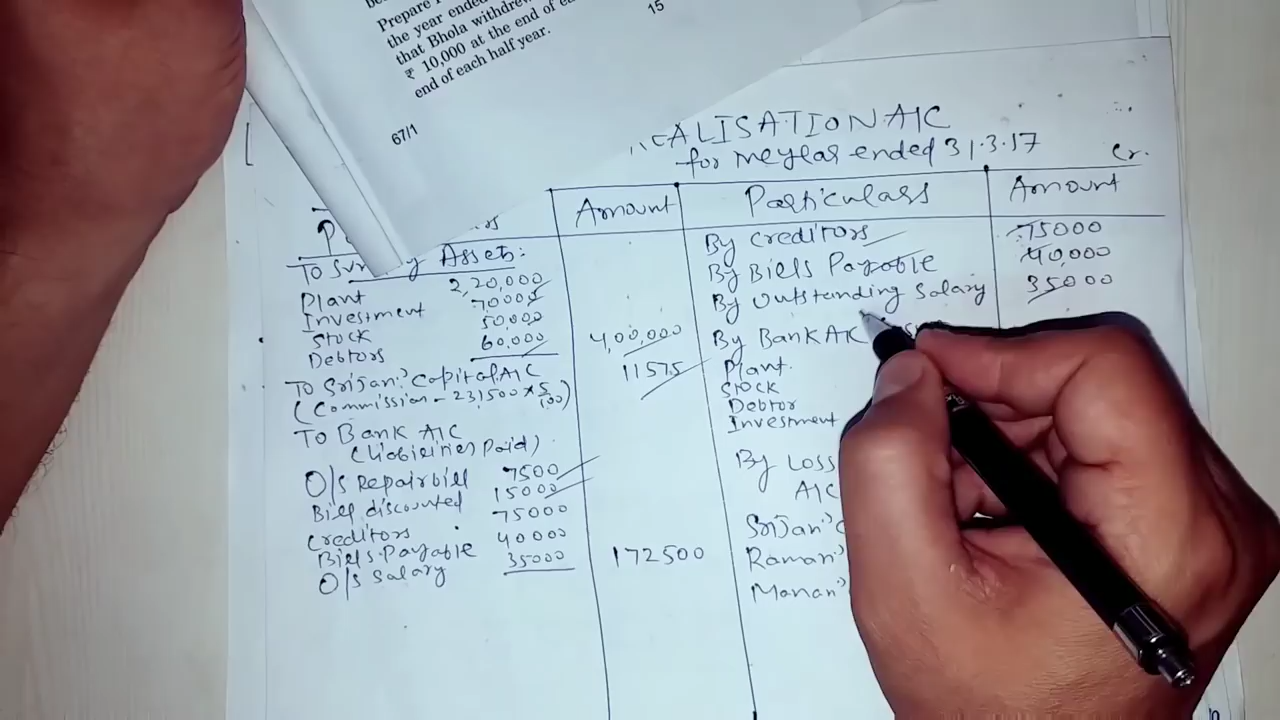 Prepare
the year ended
that Bhola withdrew
₹ 10,000 at the end of
end of each half year.
15
67/1
EALISATION A/C
for the year ended 31.3.17
Cr.
Amount
Particulars
Amount
Assets:
Plant 2,20,000
Investment 70000
Stock 50,000
Debtors 60,000
4,00,000
To Srijan's Capital A/C
(Commission - 231500 × 5/100)
11575
To Bank A/C
(Liabilities Paid)
O/S Repair bill 7500
Bill discounted 15000
Creditors 75000
Bills Payable 40000
O/S Salary 35000
172500
By Creditors 75000
By Bills Payable 40,000
By Outstanding Salary 35000
By Bank A/C
Plant
Stock
Debtor
Investment
By Loss
A/C
Srijan's
Raman's
Manan's